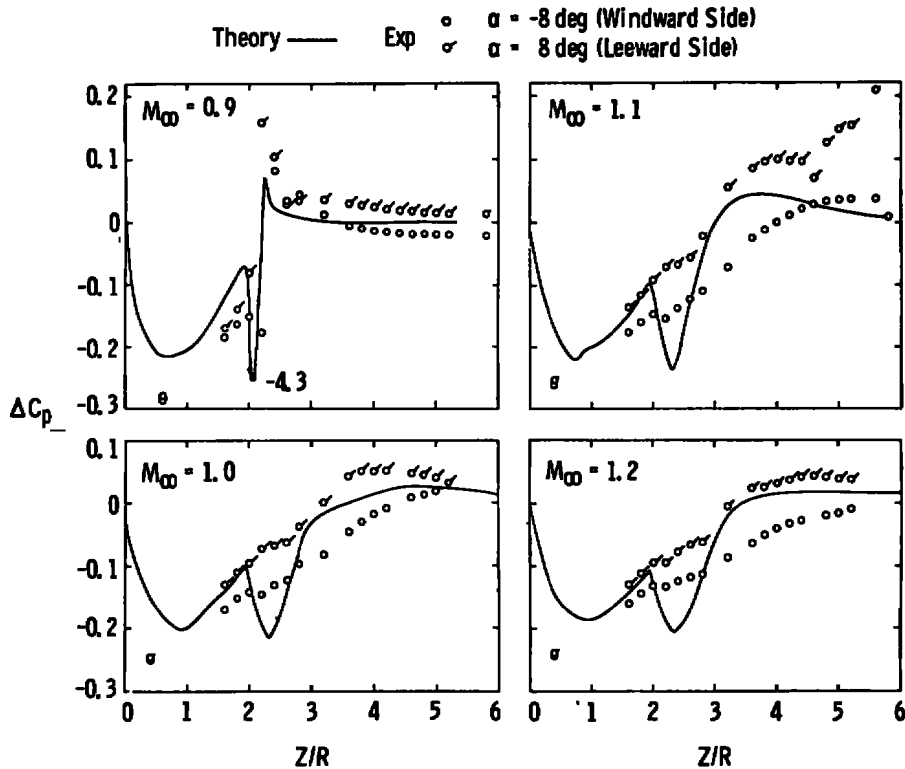 Theory — Exp o α = -8 deg (Windward Side)
α = 8 deg (Leeward Side)
M∞ = 0.9
M∞ = 1.1
0.2
0.1
0
-0.1
-0.2
-0.3
-4.3
ΔCp
M∞ = 1.0
M∞ = 1.2
0.1
0
-0.1
-0.2
-0.3
0 1 2 3 4 5 6
0 1 2 3 4 5 6
Z/R
Z/R